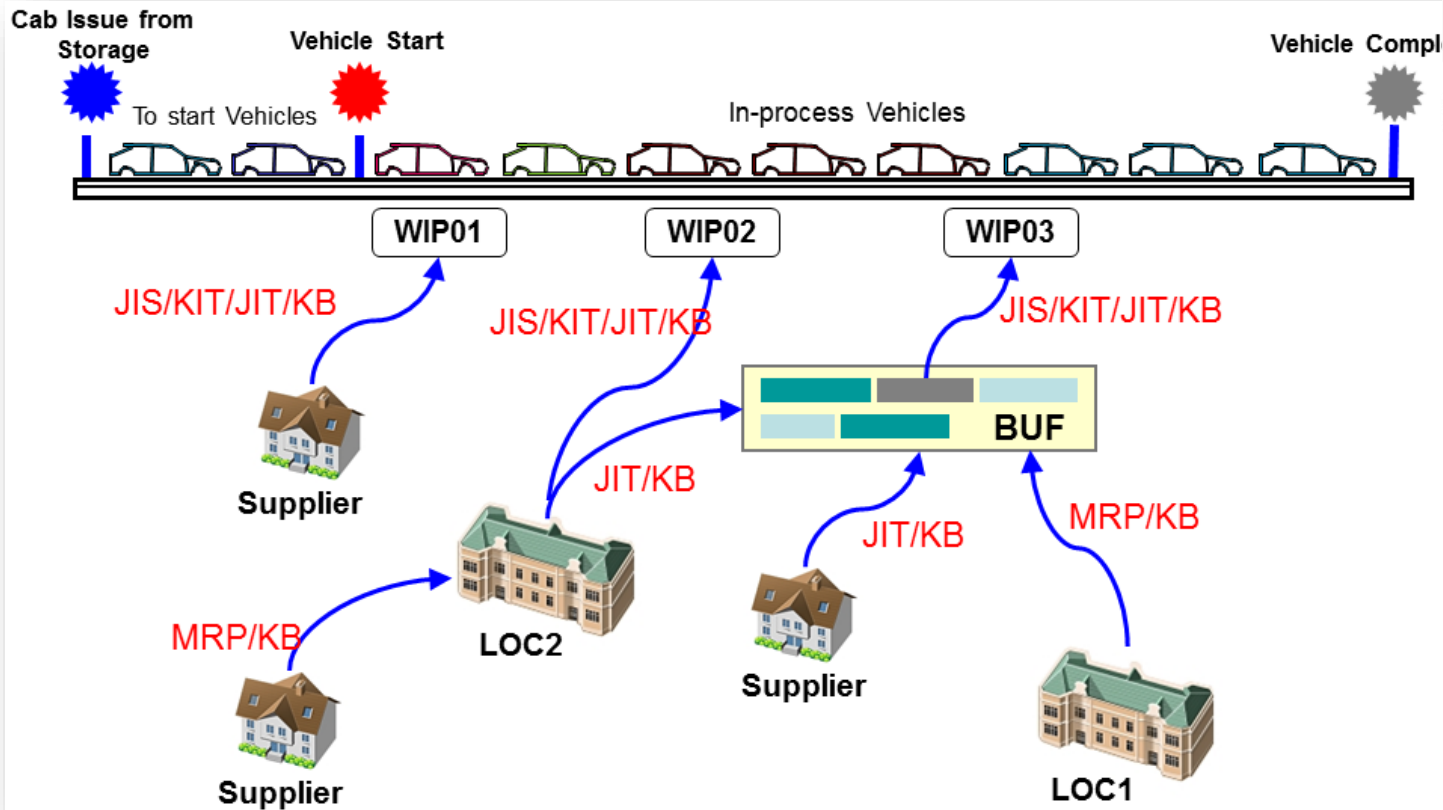 Cab Issue from
Storage
Vehicle Start
Vehicle Compl
To start Vehicles
In-process Vehicles
WIP01
WIP02
WIP03
JIS/KIT/JIT/KB
JIS/KIT/JIT/KB
JIS/KIT/JIT/KB
BUF
Supplier
JIT/KB
JIT/KB
MRP/KB
MRP/KB
LOC2
Supplier
Supplier
LOC1